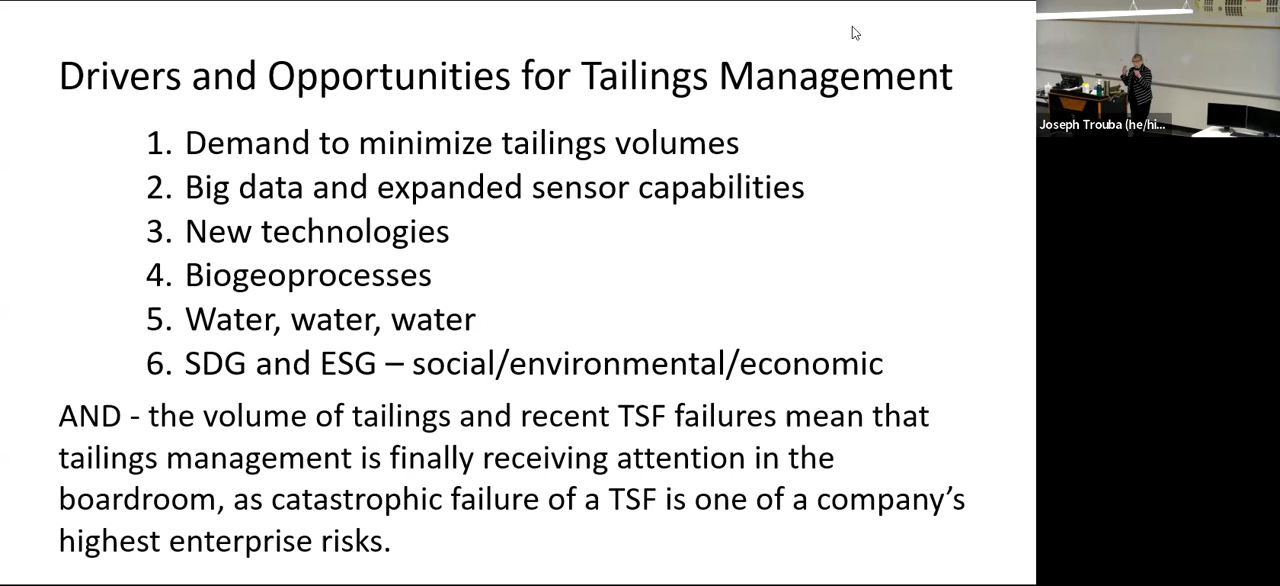 Drivers and Opportunities for Tailings Management
1. Demand to minimize tailings volumes
2. Big data and expanded sensor capabilities
3. New technologies
4. Biogeoprocesses
5. Water, water, water
6. SDG and ESG – social/environmental/economic
AND - the volume of tailings and recent TSF failures mean that
tailings management is finally receiving attention in the
boardroom, as catastrophic failure of a TSF is one of a company’s
highest enterprise risks.
Joseph Trouba (he/hi...